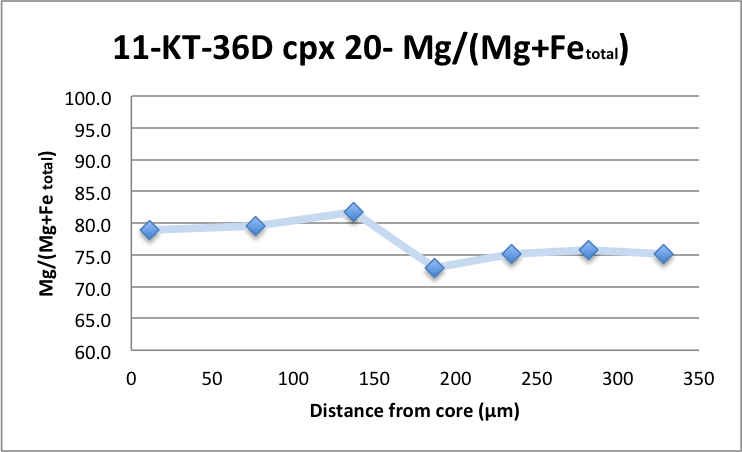 11-KT-36D cpx 20- Mg/(Mg+Fetotal)
100.0
95.0
90.0
85.0
80.0
75.0
70.0
65.0
60.0
Mg/(Mg+Fe total)
0 50 100 150 200 250 300 350
Distance from core (µm)